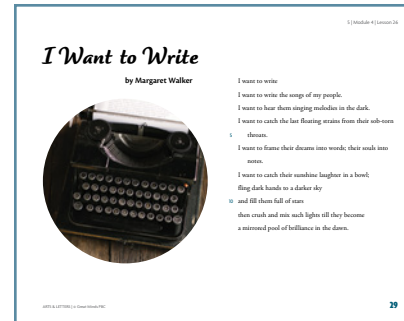 5 | Module 4 | Lesson 26
I Want to Write
by Margaret Walker
I want to write
I want to write the songs of my people.
I want to hear them singing melodies in the dark.
I want to catch the last floating strains from their sob-torn
5 throats.
I want to frame their dreams into words; their souls into
notes.
I want to catch their sunshine laughter in a bowl;
fling dark hands to a darker sky
10 and fill them full of stars
then crush and mix such lights till they become
a mirrored pool of brilliance in the dawn.
ARTS & LETTERS | © Great Minds PBC
29